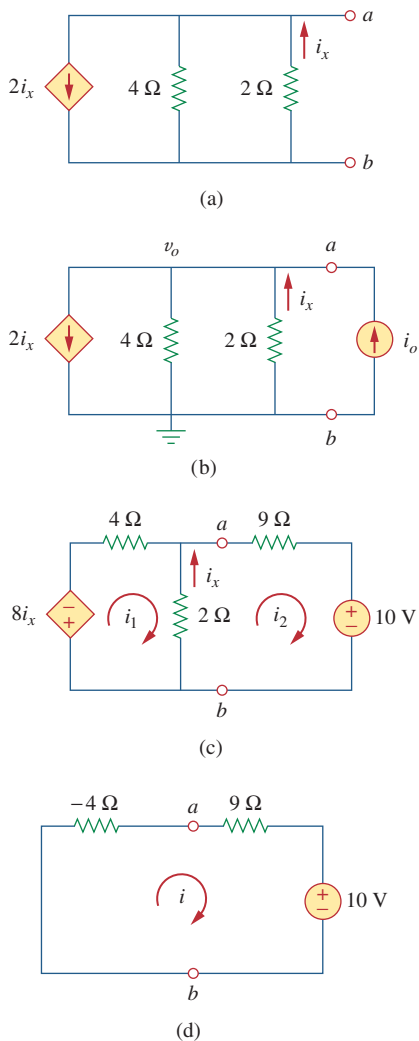 a
i_x
2i_x
4 Ω
2 Ω
b
(a)
v_o
a
i_x
2i_x
4 Ω
2 Ω
i_o
b
(b)
4 Ω
a
9 Ω
i_x
8i_x
−
+
i_1
2 Ω
i_2
+
−
10 V
b
(c)
−4 Ω
a
9 Ω
i
+
−
10 V
b
(d)